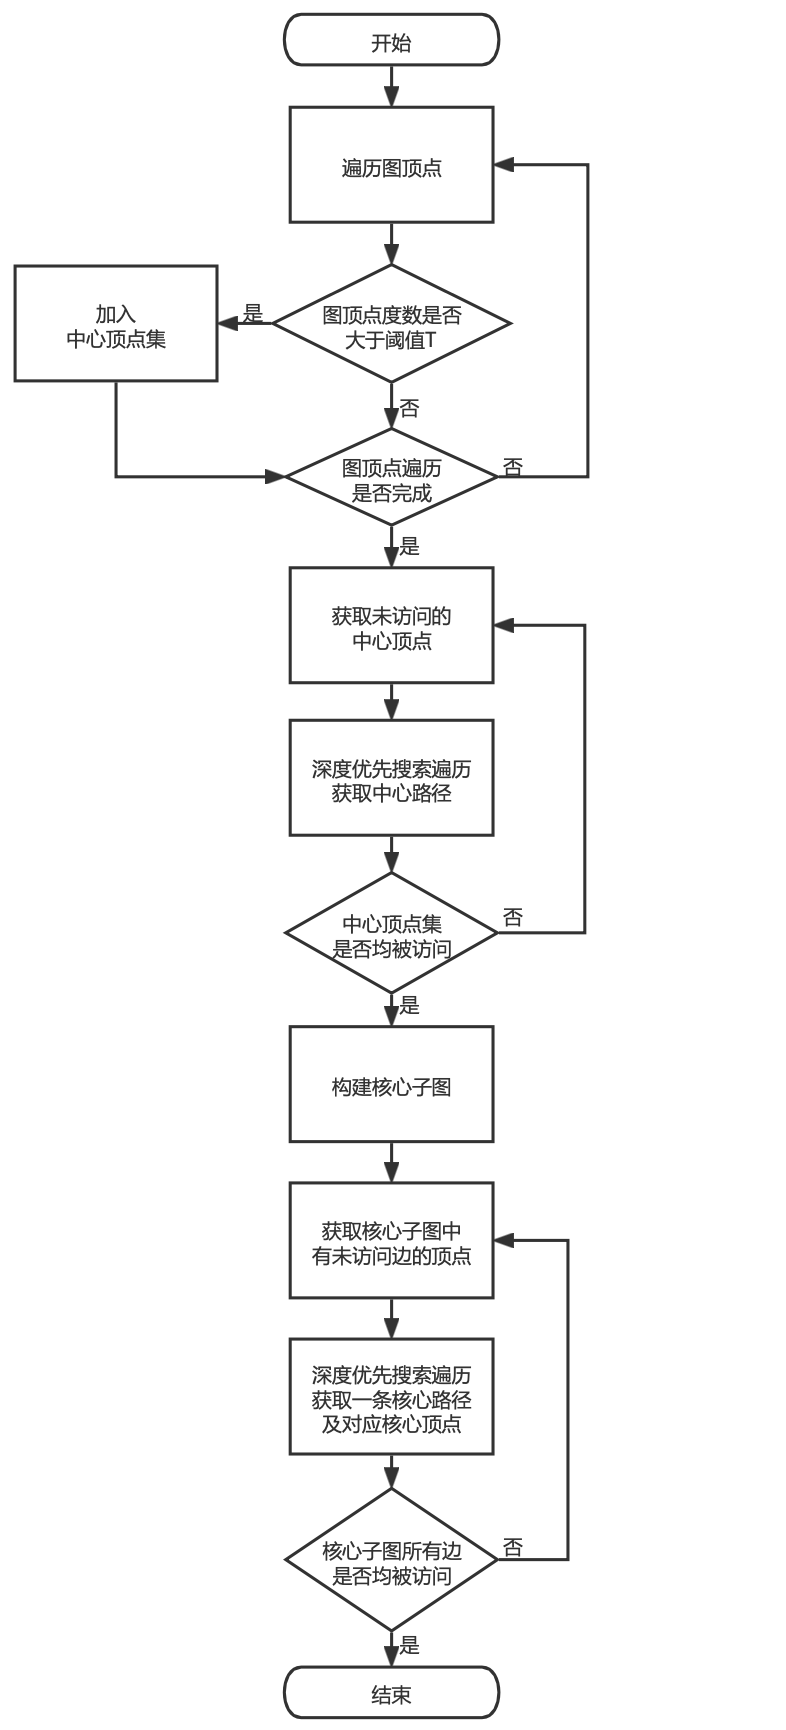 开始
遍历图顶点
图顶点度数是否
大于阈值T
是
加入
中心顶点集
否
图顶点遍历
是否完成
否
是
获取未访问的
中心顶点
深度优先搜索遍历
获取中心路径
中心顶点集
是否均被访问
否
是
构建核心子图
获取核心子图中
有未访问边的顶点
深度优先搜索遍历
获取一条核心路径
及对应核心顶点
核心子图所有边
是否均被访问
否
是
结束